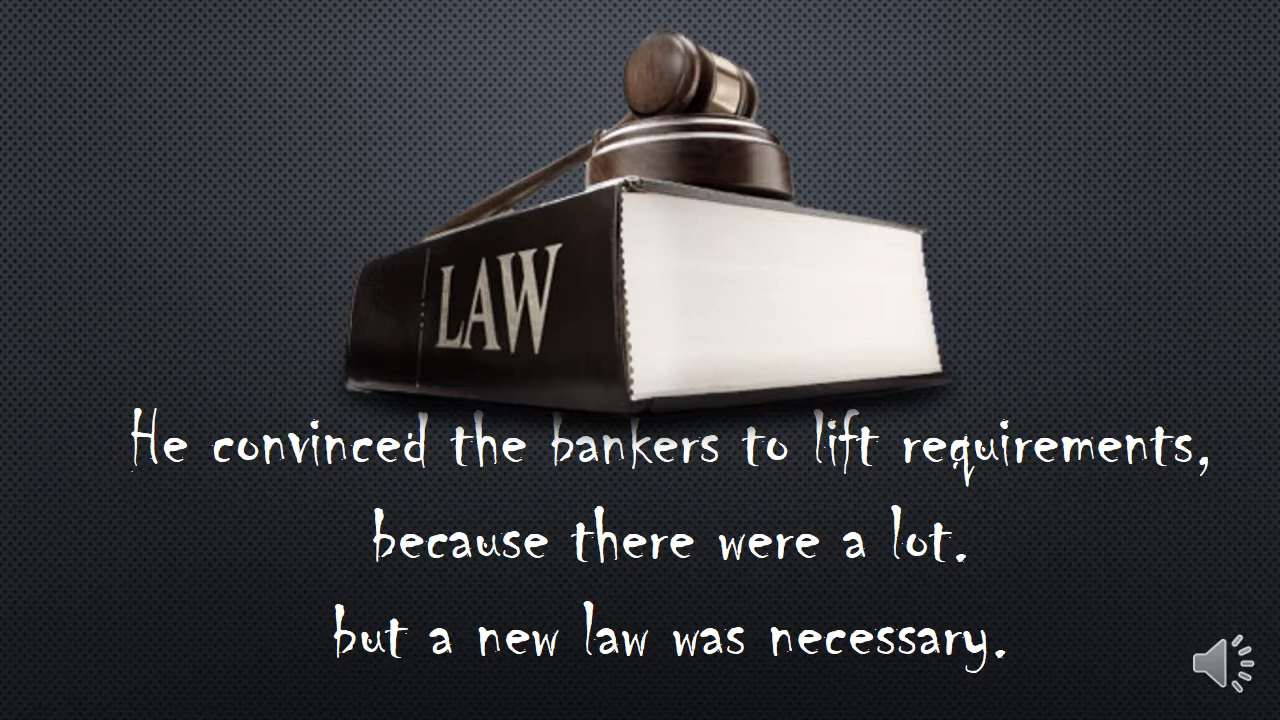 LAW
He convinced the bankers to lift requirements,
because there were a lot.
but a new law was necessary.